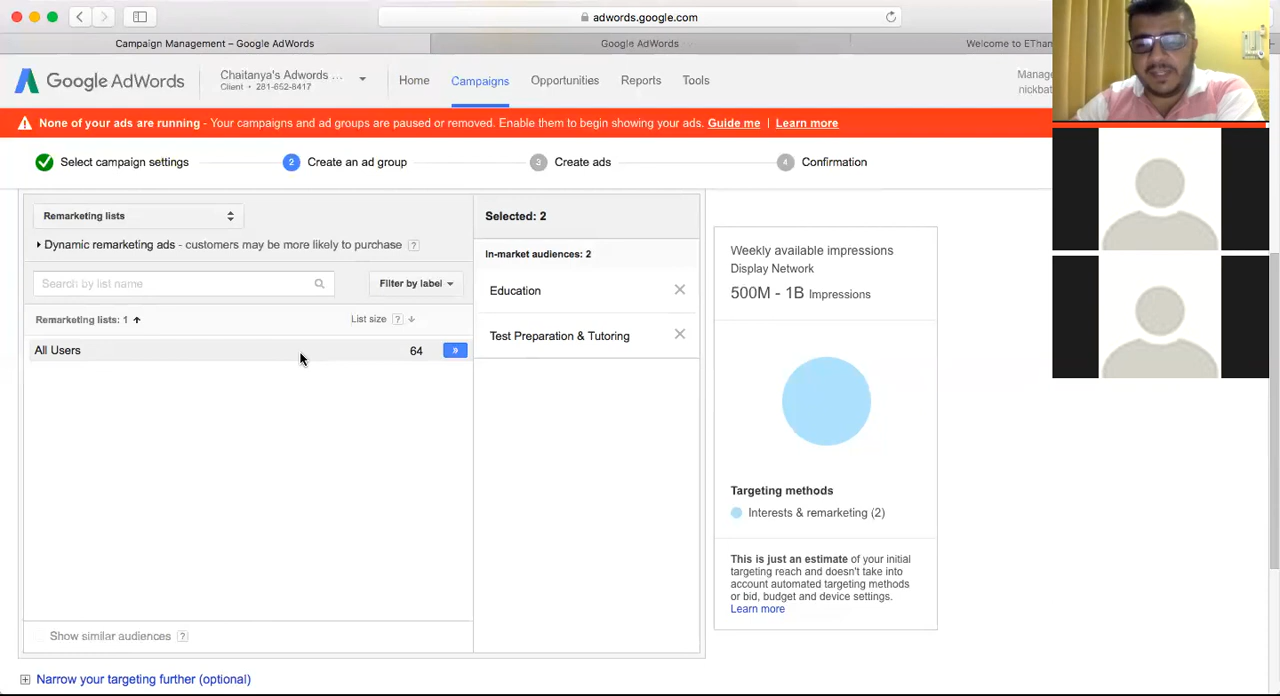 adwords.google.com
Campaign Management – Google AdWords
Google AdWords
Welcome to EThan
Google AdWords
Chaitanya's Adwords ...
Client • 281-652-8417
Home
Campaigns
Opportunities
Reports
Tools
Manage
nickbat
None of your ads are running - Your campaigns and ad groups are paused or removed. Enable them to begin showing your ads. Guide me | Learn more
Select campaign settings
2 Create an ad group
3 Create ads
4 Confirmation
Remarketing lists
Dynamic remarketing ads - customers may be more likely to purchase ?
Search by list name
Filter by label
Remarketing lists: 1
List size ?
All Users
64
»
Show similar audiences ?
Selected: 2
In-market audiences: 2
Education
Test Preparation & Tutoring
Weekly available impressions
Display Network
500M - 1B Impressions
Targeting methods
Interests & remarketing (2)
This is just an estimate of your initial
targeting reach and doesn't take into
account automated targeting methods
or bid, budget and device settings.
Learn more
Narrow your targeting further (optional)